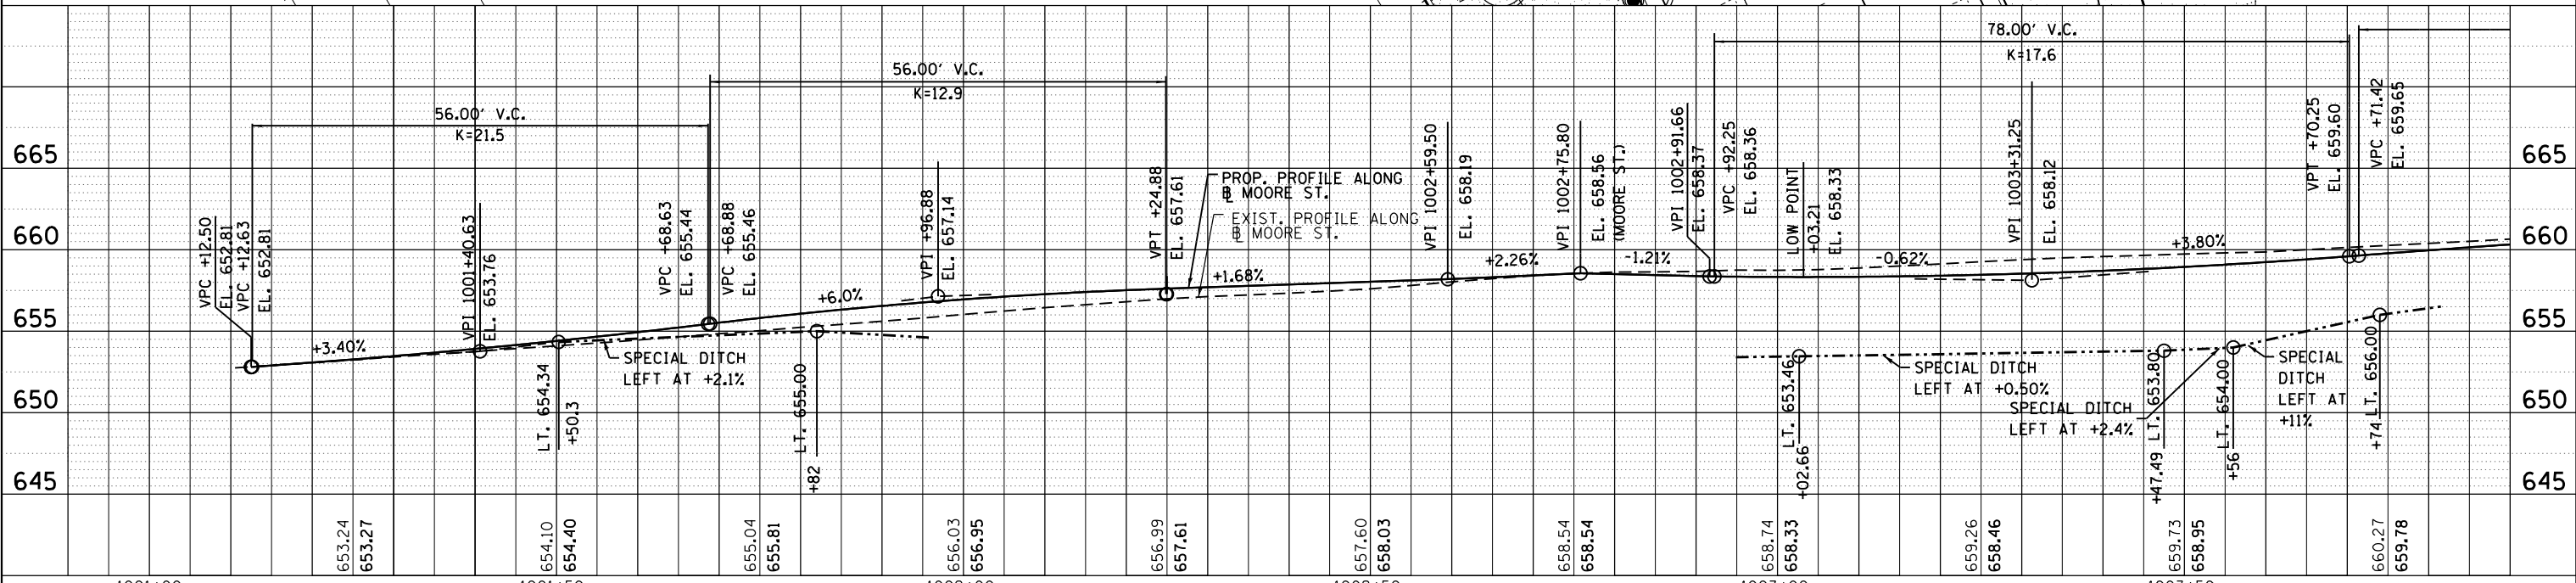 78.00' V.C.
K=17.6
56.00' V.C.
K=12.9
56.00' V.C.
K=21.5
665
660
655
650
645
665
660
655
650
645
VPC +12.50
EL. 652.81
VPC +12.63
EL. 652.81
+3.40%
VPI 1001+40.63
EL. 653.76
LT. 654.34
+50.3
SPECIAL DITCH
LEFT AT +2.1%
VPC +68.63
EL. 655.44
VPC +68.88
EL. 655.46
LT. 655.00
+82
+6.0%
VPI +96.88
EL. 657.14
VPT +24.88
EL. 657.61
PROP. PROFILE ALONG
BL MOORE ST.
EXIST. PROFILE ALONG
BL MOORE ST.
+1.68%
VPI 1002+59.50
EL. 658.19
+2.26%
VPI 1002+75.80
EL. 658.56
(MOORE ST.)
-1.21%
VPI 1002+91.66
EL. 658.37
VPC +92.25
EL. 658.36
LOW POINT
+03.21
EL. 658.33
-0.62%
VPI 1003+31.25
EL. 658.12
+3.80%
VPT +70.25
EL. 659.60
VPC +71.42
EL. 659.65
LT. 653.46
+02.66
SPECIAL DITCH
LEFT AT +0.50%
SPECIAL DITCH
LEFT AT +2.4%
+47.49 LT. 653.80
LT. 654.00
+56
SPECIAL
DITCH
LEFT AT
+11%
+74 LT. 656.00
653.24
653.27
654.10
654.40
655.04
655.81
656.03
656.95
656.99
657.61
657.60
658.03
658.54
658.54
658.74
658.33
659.26
658.46
659.73
658.95
660.27
659.78